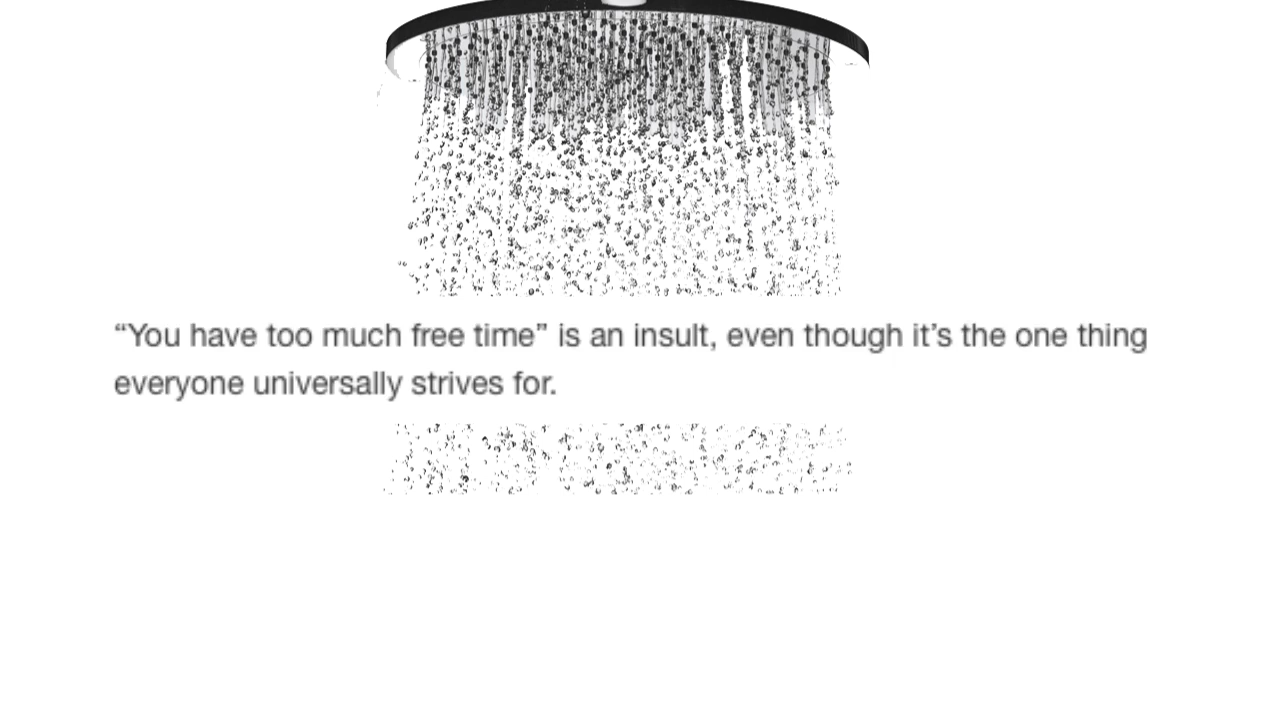 “You have too much free time” is an insult, even though it’s the one thing
everyone universally strives for.